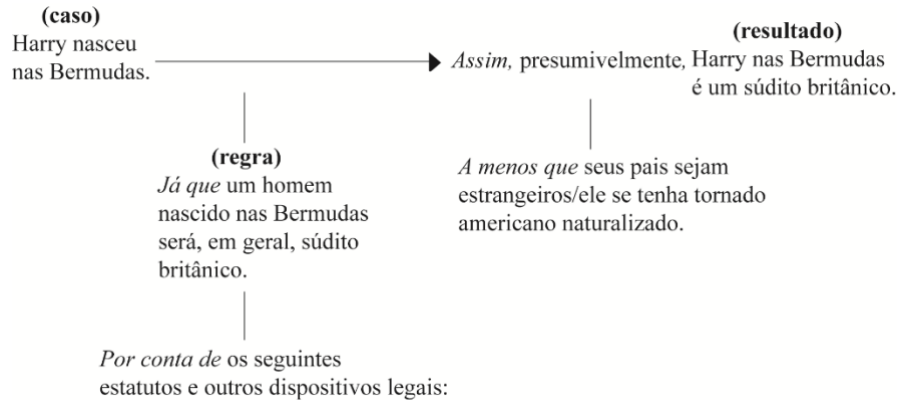 (caso)
Harry nasceu
nas Bermudas.
(resultado)
Assim, presumivelmente, Harry nas Bermudas
é um súdito britânico.
(regra)
Já que um homem
nascido nas Bermudas
será, em geral, súdito
britânico.
A menos que seus pais sejam
estrangeiros/ele se tenha tornado
americano naturalizado.
Por conta de os seguintes
estatutos e outros dispositivos legais: